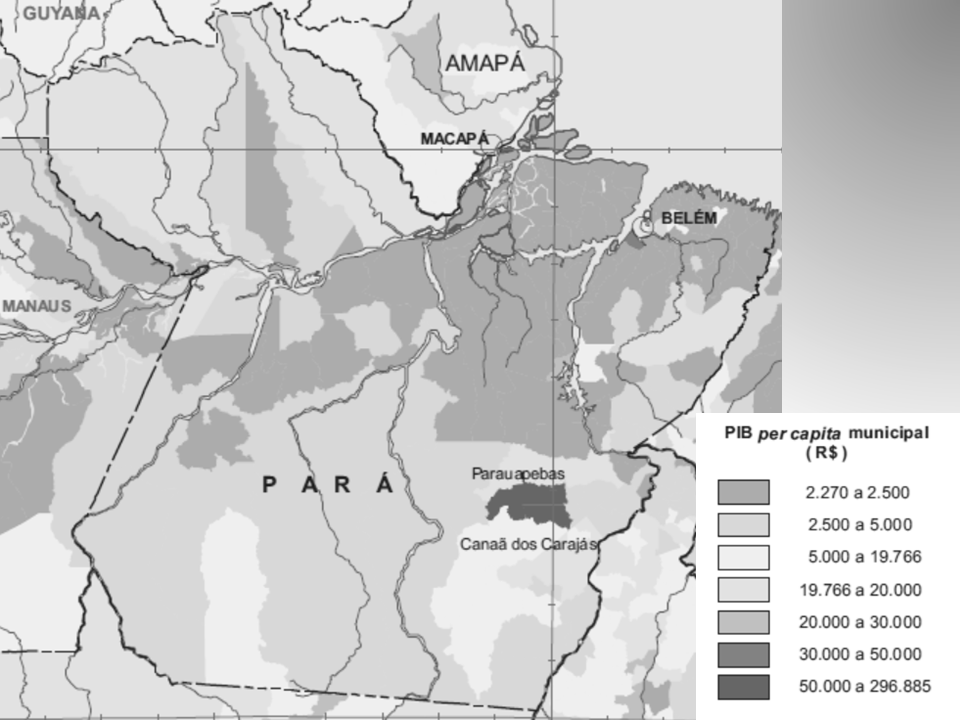 GUYANA
AMAPÁ
MACAPÁ
BELÉM
MANAUS
PARÁ
Parauapebas
Canaã dos Carajás
PIB per capita municipal
(R$)
2.270 a 2.500
2.500 a 5.000
5.000 a 19.766
19.766 a 20.000
20.000 a 30.000
30.000 a 50.000
50.000 a 296.885